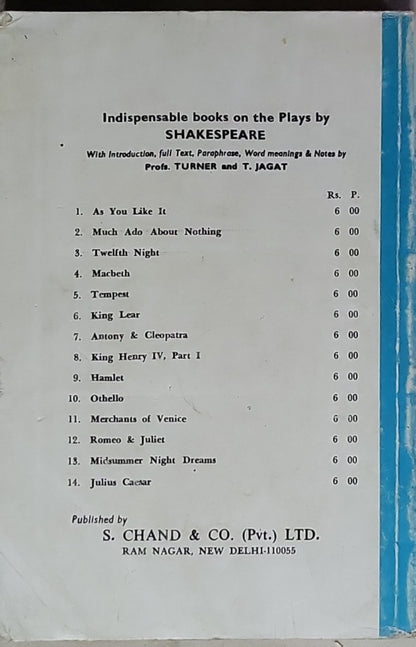 Indispensable books on the Plays by
SHAKESPEARE
With Introduction, full Text, Paraphrase, Word meanings & Notes by
Profs. TURNER and T. JAGAT
Rs. P.
1. As You Like It 6 00
2. Much Ado About Nothing 6 00
3. Twelfth Night 6 00
4. Macbeth 6 00
5. Tempest 6 00
6. King Lear 6 00
7. Antony & Cleopatra 6 00
8. King Henry IV, Part I 6 00
9. Hamlet 6 00
10. Othello 6 00
11. Merchants of Venice 6 00
12. Romeo & Juliet 6 00
13. Midsummer Night Dreams 6 00
14. Julius Caesar 6 00
Published by
S. CHAND & CO. (Pvt.) LTD.
RAM NAGAR, NEW DELHI-110055